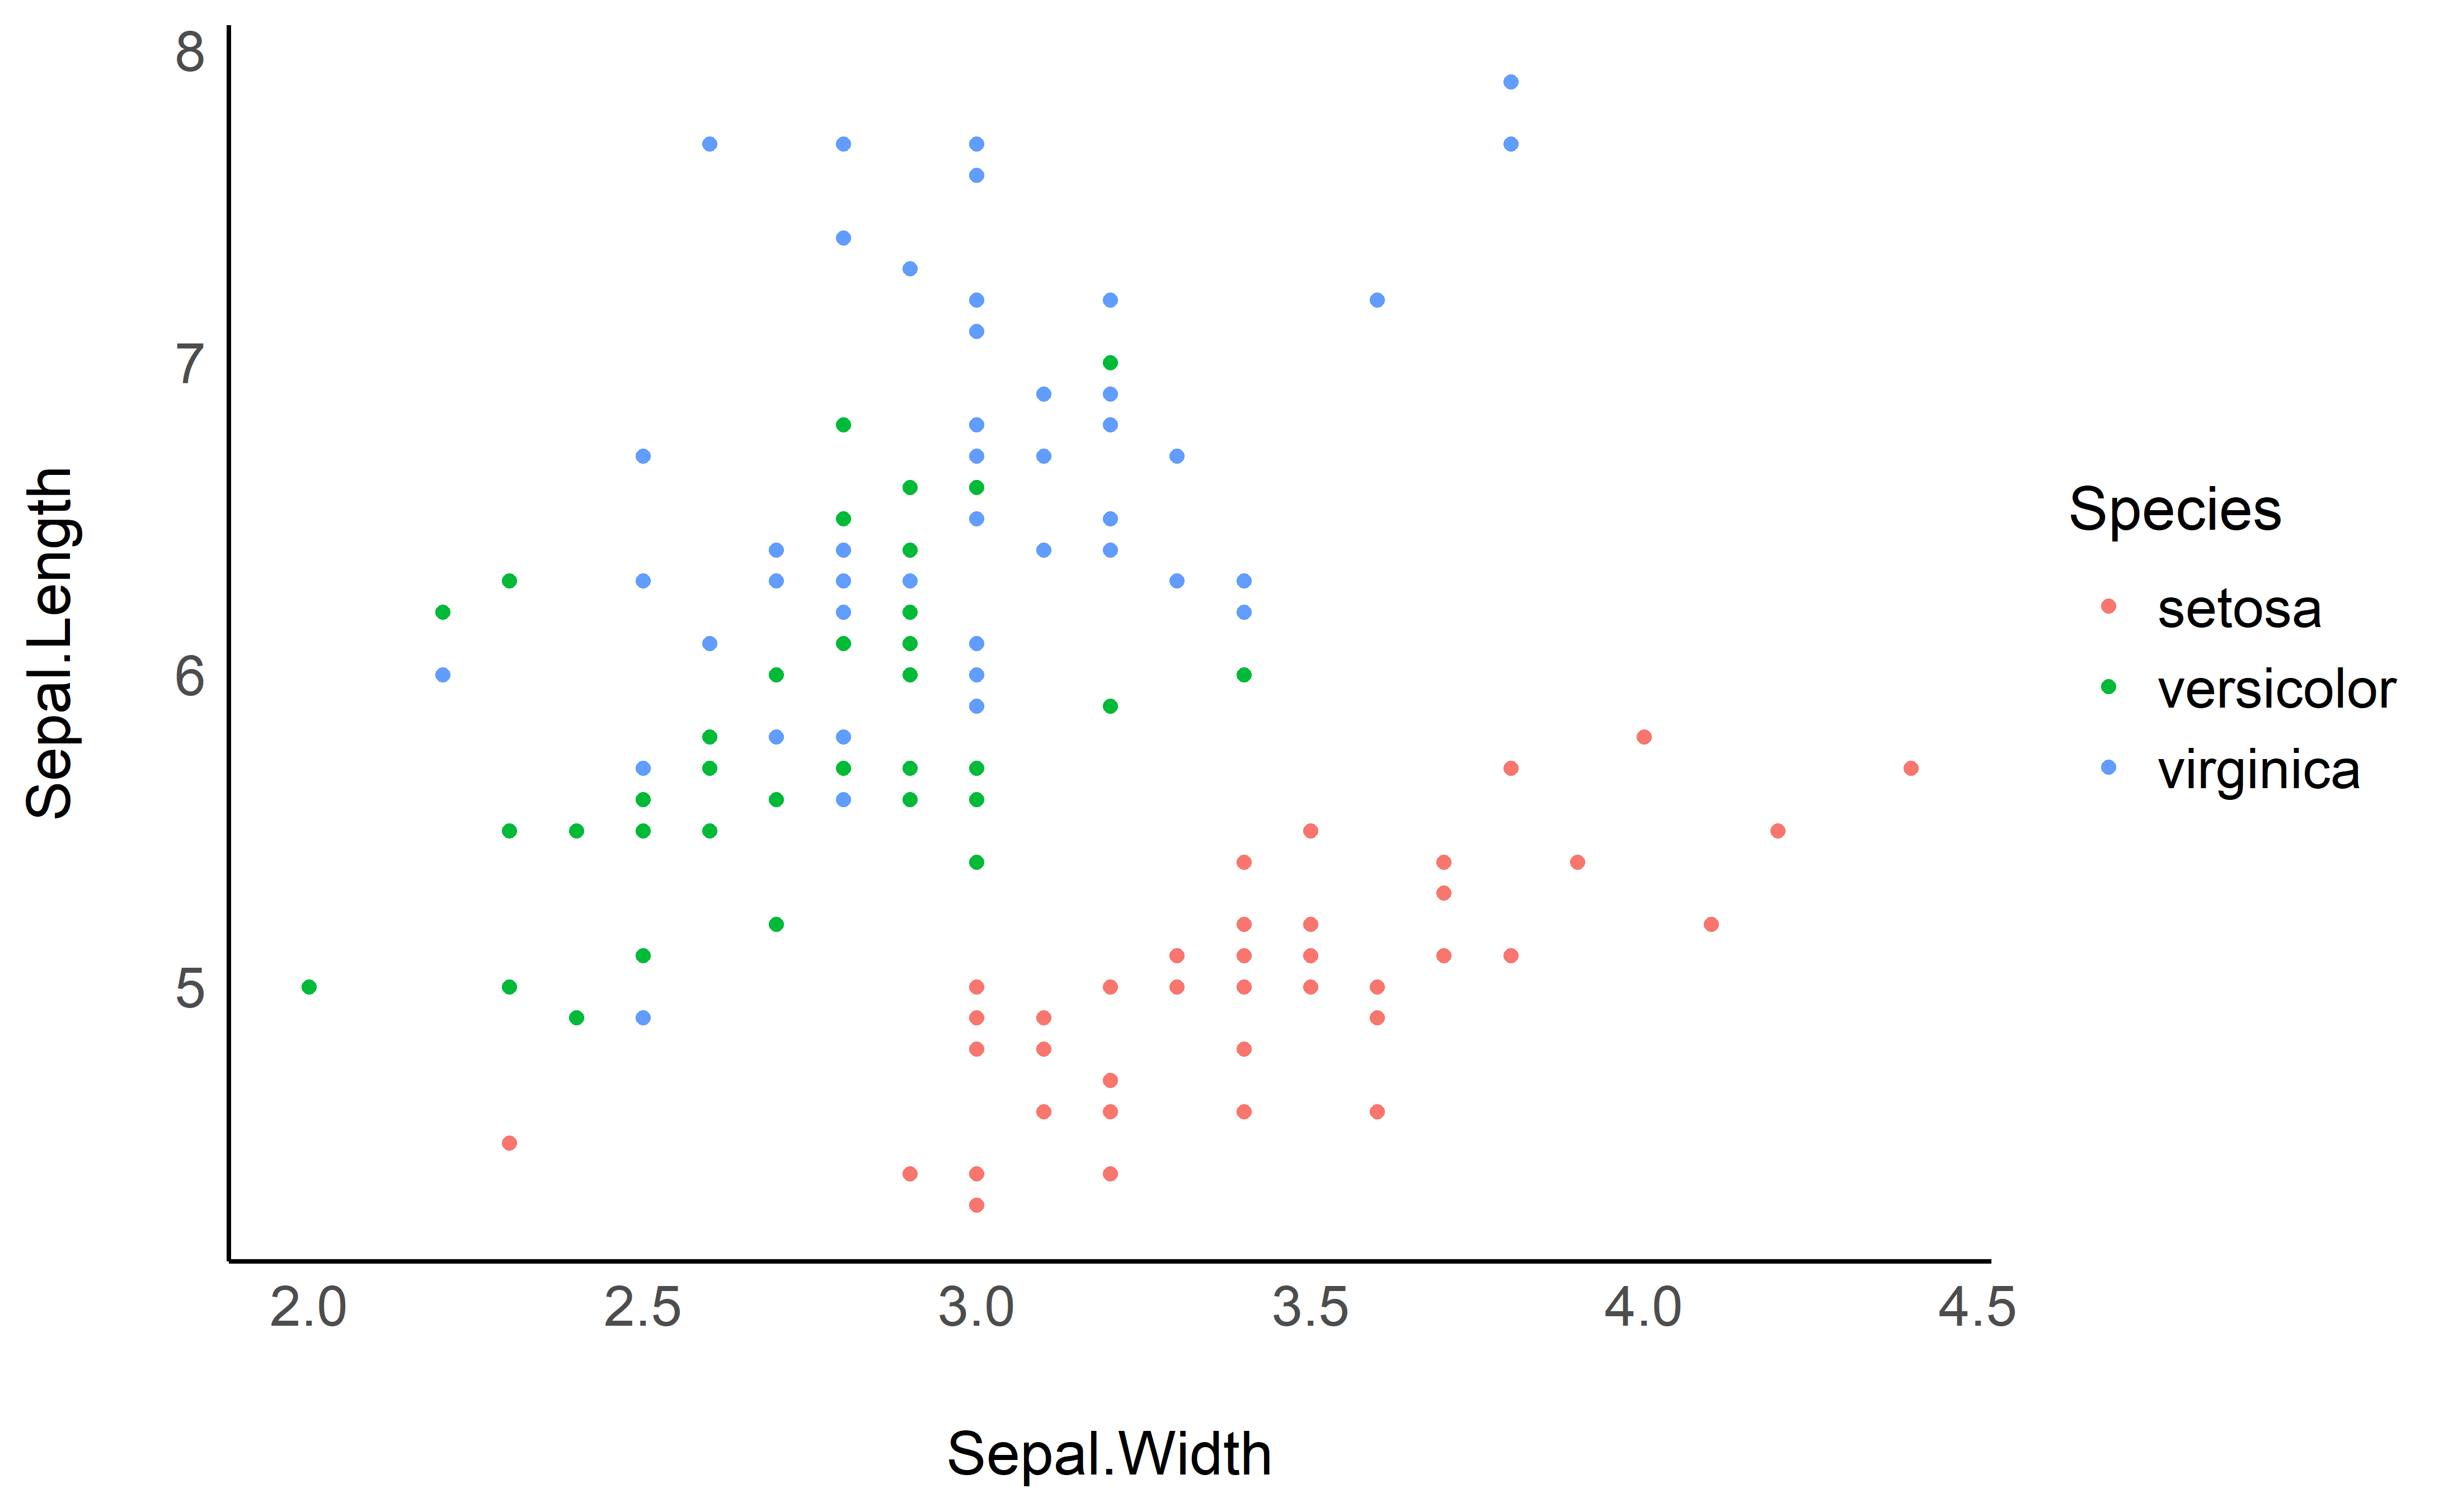 8
7
6
5
Sepal.Length
2.0 2.5 3.0 3.5 4.0 4.5
Sepal.Width
Species
setosa
versicolor
virginica